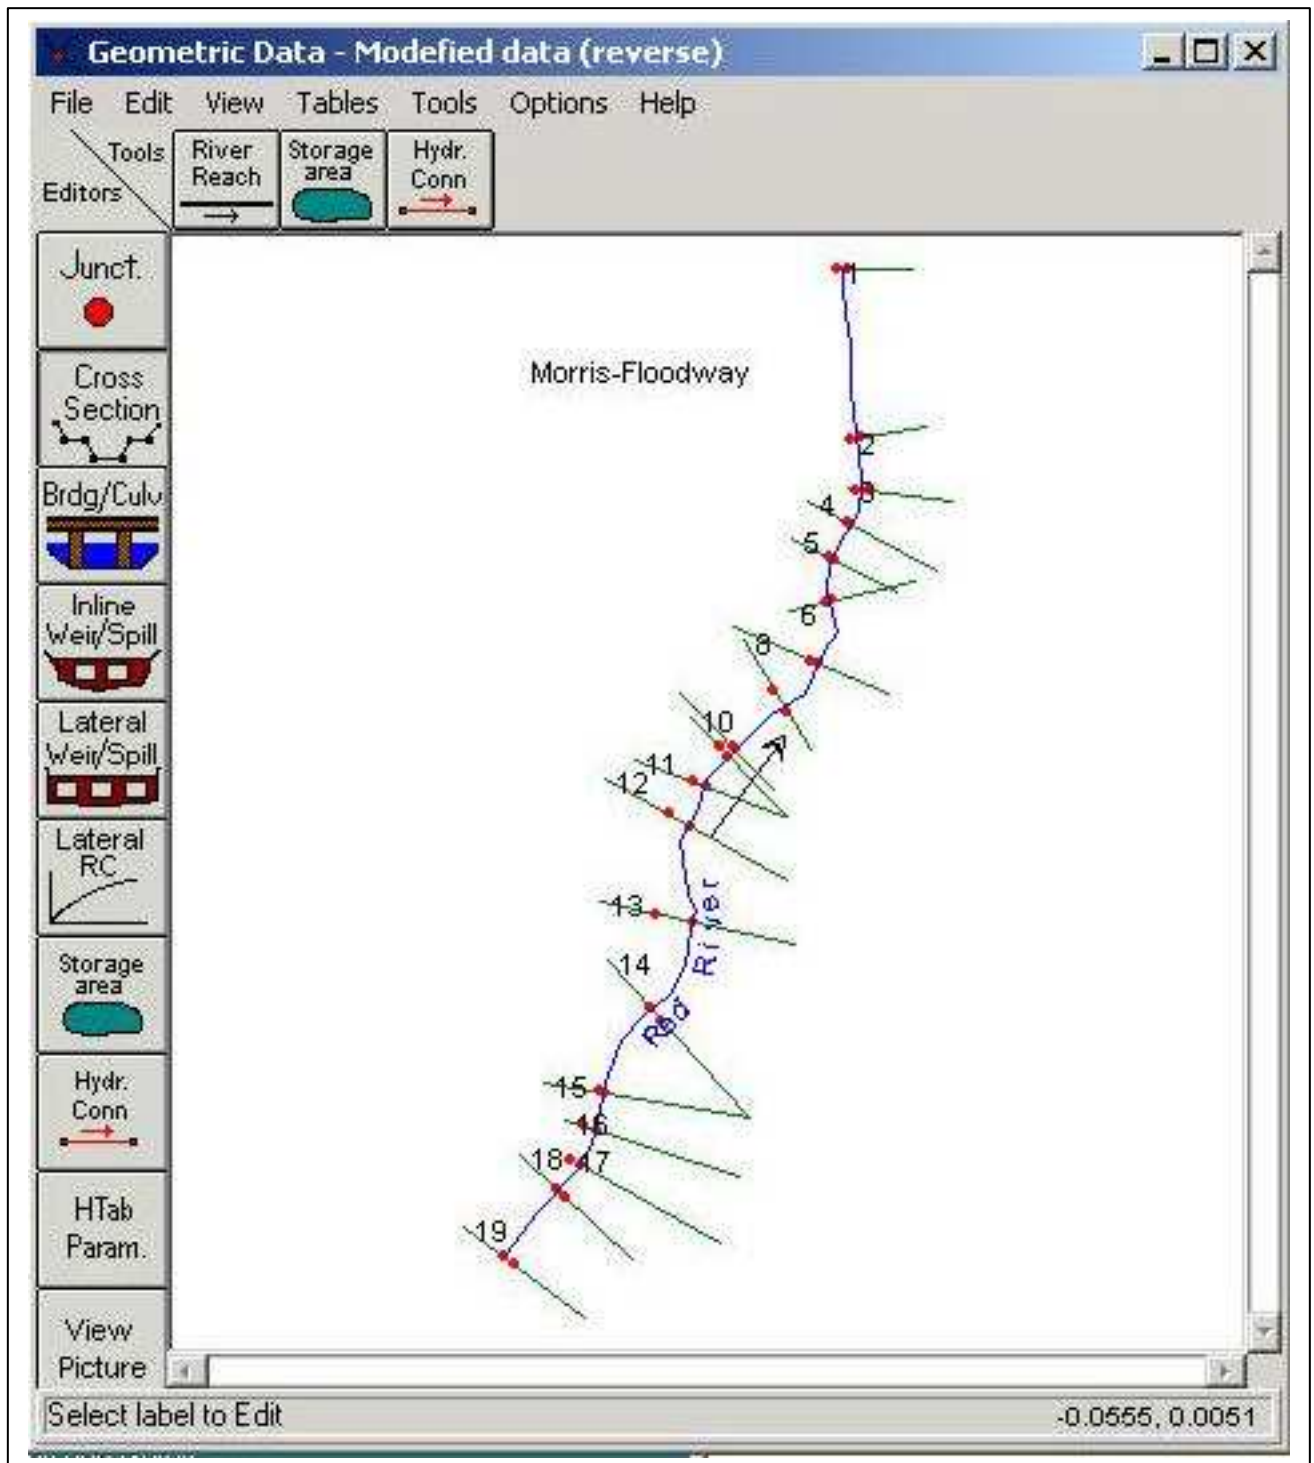 Geometric Data - Modefied data (reverse)
File Edit View Tables Tools Options Help
Tools
Editors
River
Reach
Storage
area
Hydr.
Conn
Junct.
Cross
Section
Brdg/Culv
Inline
Weir/Spill
Lateral
Weir/Spill
Lateral
RC
Storage
area
Hydr.
Conn
HTab
Param.
View
Picture
1
Morris-Floodway
2
3
4
5
6
8
10
11
12
13
14
Red River
15
16
18 17
19
Select label to Edit
-0.0555, 0.0051